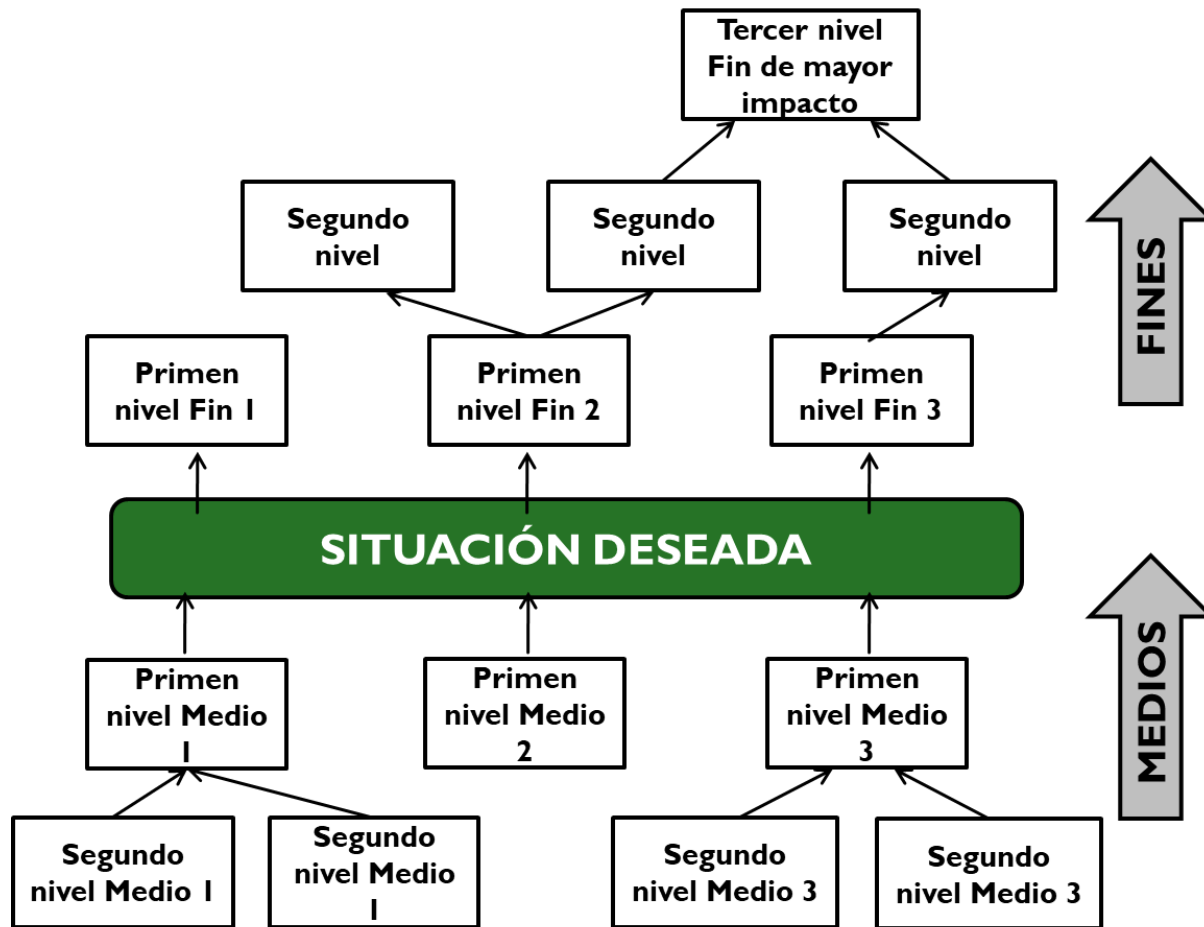 Tercer nivel
Fin de mayor
impacto
Segundo
nivel
Segundo
nivel
Segundo
nivel
FINES
Primen
nivel Fin 1
Primen
nivel Fin 2
Primen
nivel Fin 3
SITUACIÓN DESEADA
Primen
nivel Medio
1
Primen
nivel Medio
2
Primen
nivel Medio
3
MEDIOS
Segundo
nivel Medio 1
Segundo
nivel Medio
1
Segundo
nivel Medio 3
Segundo
nivel Medio 3